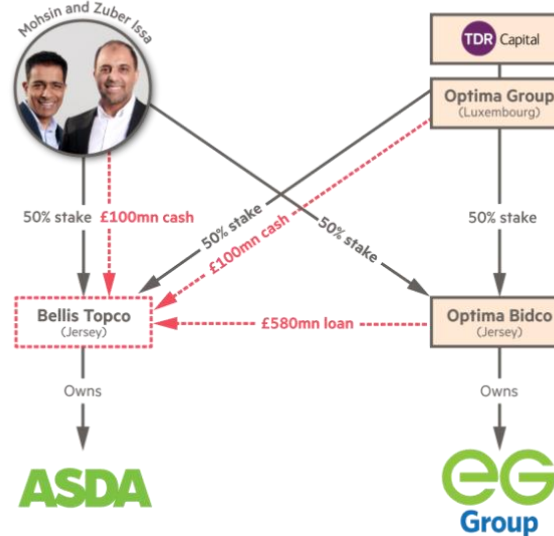 Mohsin and Zuber Issa
TDR Capital
Optima Group
(Luxembourg)
50% stake
£100mn cash
50% stake
£100mn cash
50% stake
50% stake
Bellis Topco
(Jersey)
£580mn loan
Optima Bidco
(Jersey)
Owns
Owns
ASDA
eG
Group